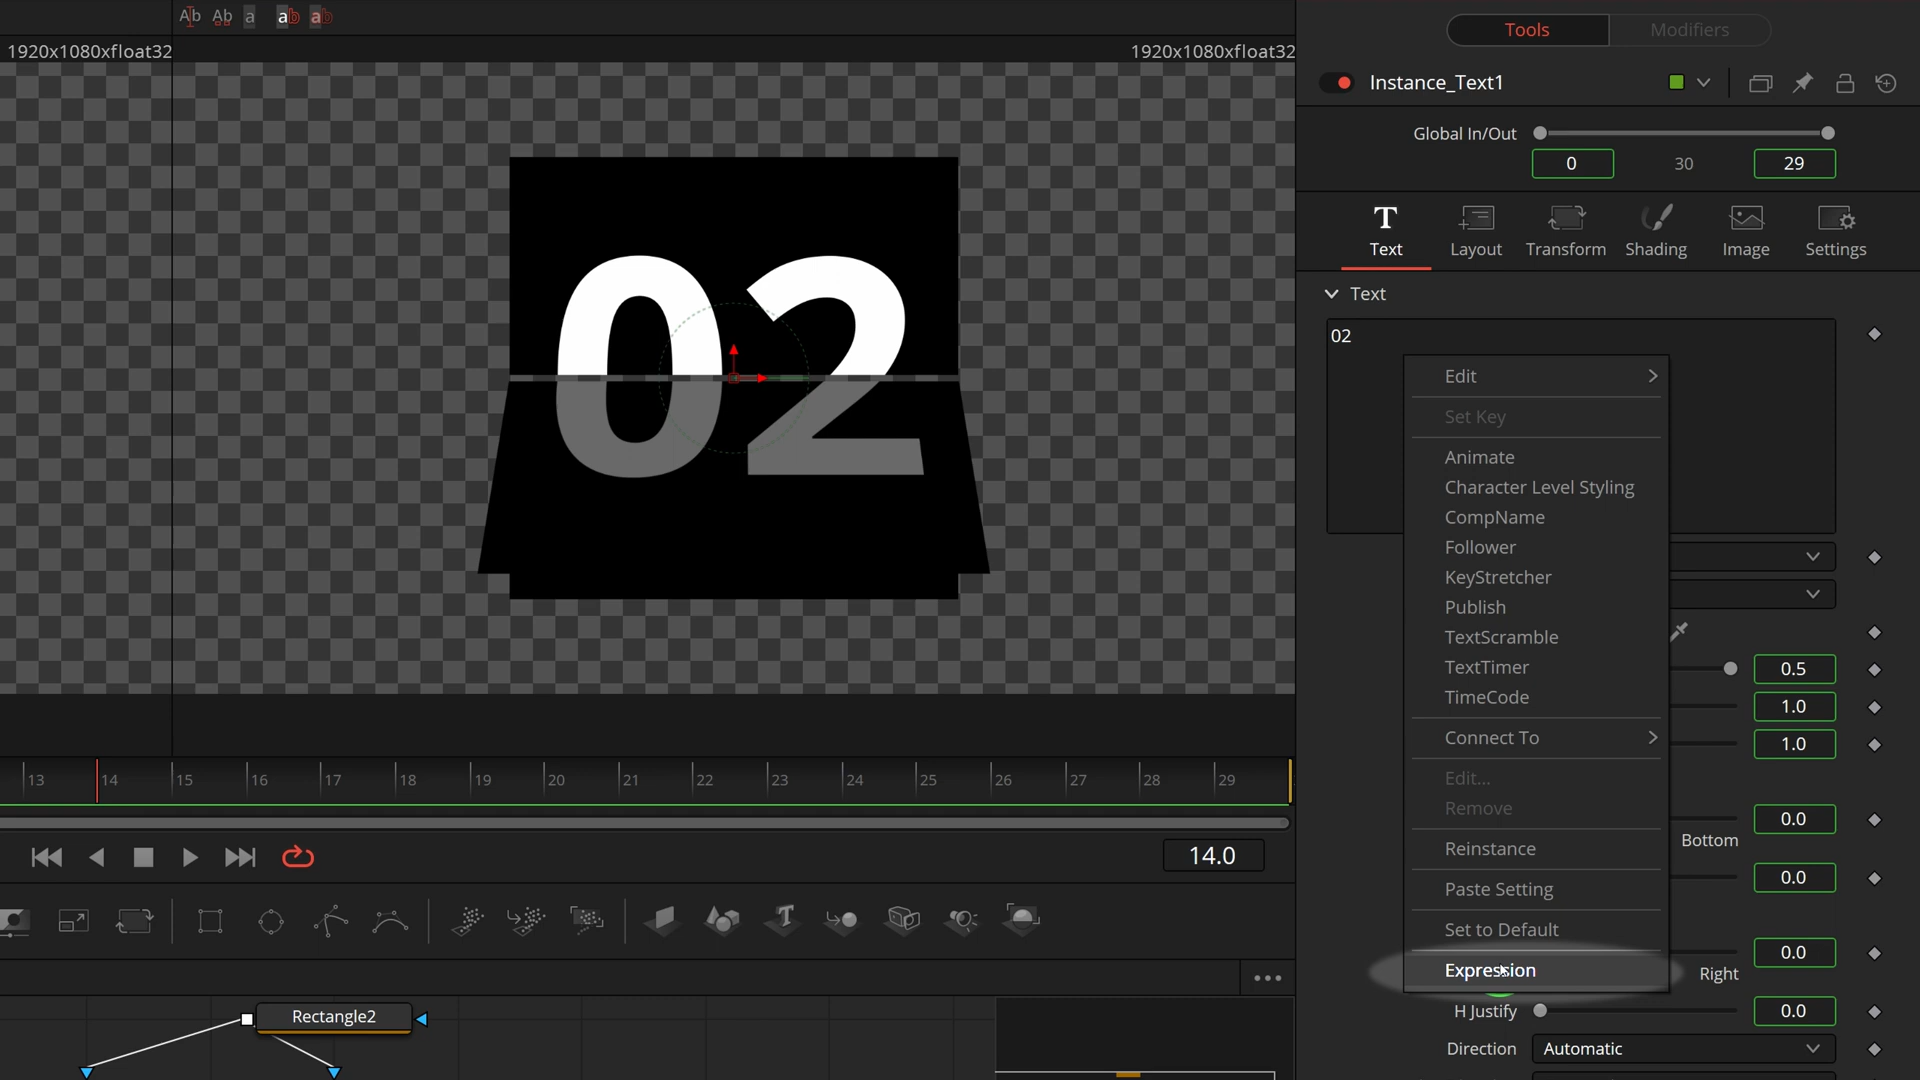 Ab Ab a ab ab
Tools Modifiers
1920x1080xfloat32 1920x1080xfloat32
Instance_Text1
Global In/Out
0 30 29
T
Text Layout Transform Shading Image Settings
Text
02
02
Edit
Set Key
Animate
Character Level Styling
CompName
Follower
KeyStretcher
Publish
TextScramble
TextTimer
TimeCode
Connect To
Edit...
Remove
Reinstance
Paste Setting
Set to Default
Expression
0.5
1.0
1.0
0.0
Bottom
0.0
0.0
Right
H Justify 0.0
Direction Automatic
13 14 15 16 17 18 19 20 21 22 23 24 25 26 27 28 29
14.0
T
Rectangle2